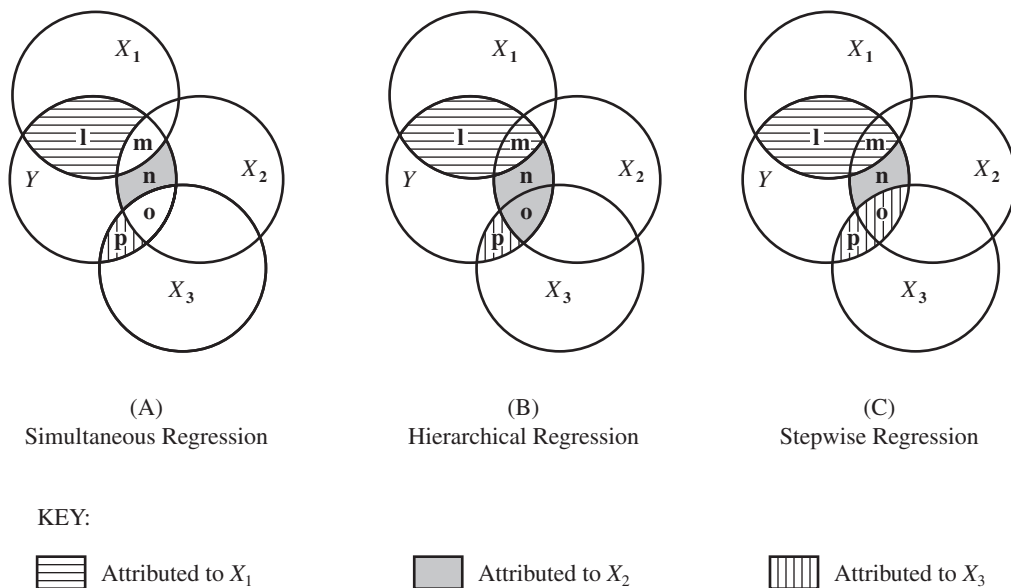 X₁
l
m
Y
n
X₂
o
p
X₃
(A)
Simultaneous Regression
X₁
l
m
Y
n
X₂
o
p
X₃
(B)
Hierarchical Regression
X₁
l
m
Y
n
X₂
o
p
X₃
(C)
Stepwise Regression
KEY:
Attributed to X₁
Attributed to X₂
Attributed to X₃